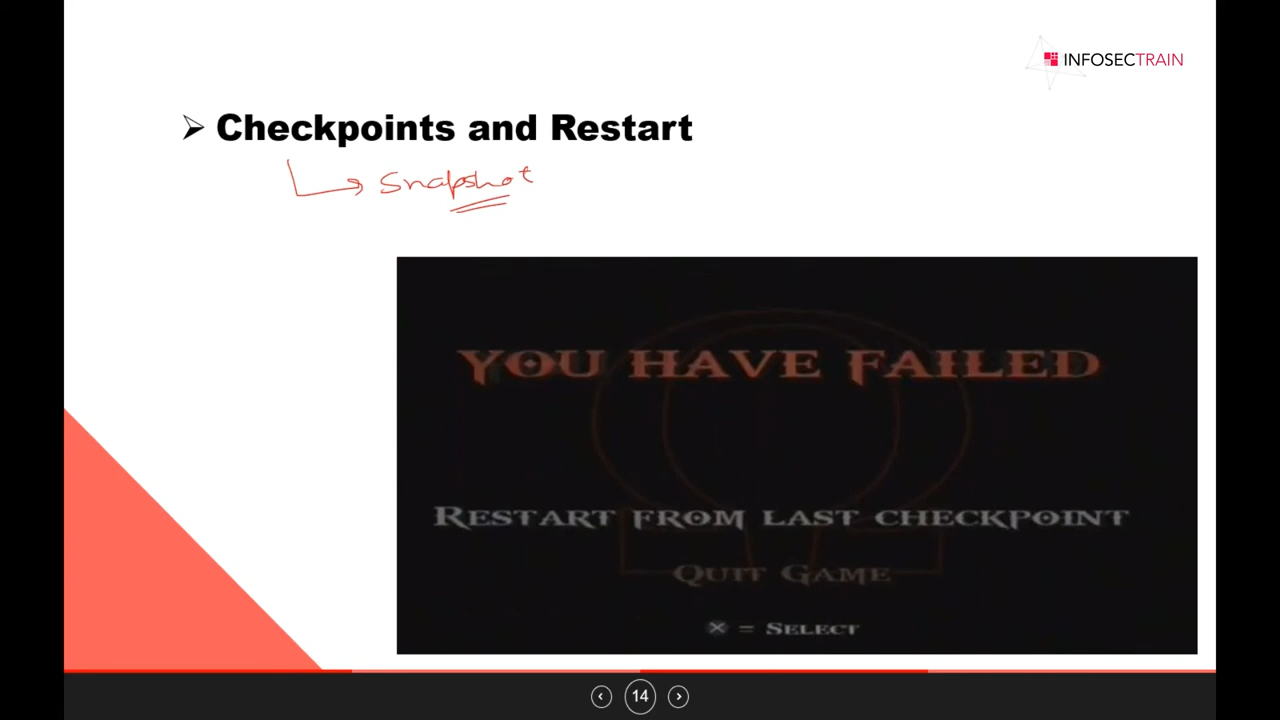 INFOSECTRAIN
Checkpoints and Restart
Snapshot
YOU HAVE FAILED
RESTART FROM LAST CHECKPOINT
QUIT GAME
= SELECT
14